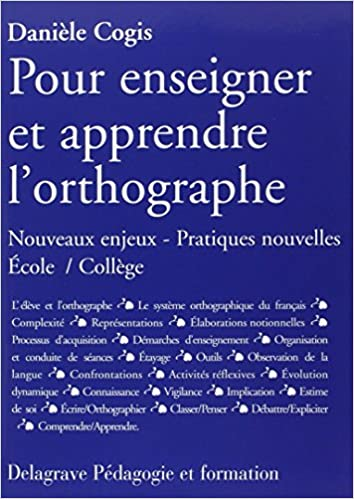 Danièle Cogis
Pour enseigner
et apprendre
l'orthographe
Nouveaux enjeux - Pratiques nouvelles
École / Collège
L'élève et l'orthographe Le système orthographique du français
Complexité Représentations Élaborations notionnelles
Processus d'acquisition Démarches d'enseignement Organisation
et conduite de séances Étayage Outils Observation de la
langue Confrontations Activités réflexives Évolution
dynamique Connaissance Vigilance Implication Estime
de soi Écrire/Orthographier Classer/Penser Débattre/Expliciter
Comprendre/Apprendre.
Delagrave Pédagogie et formation